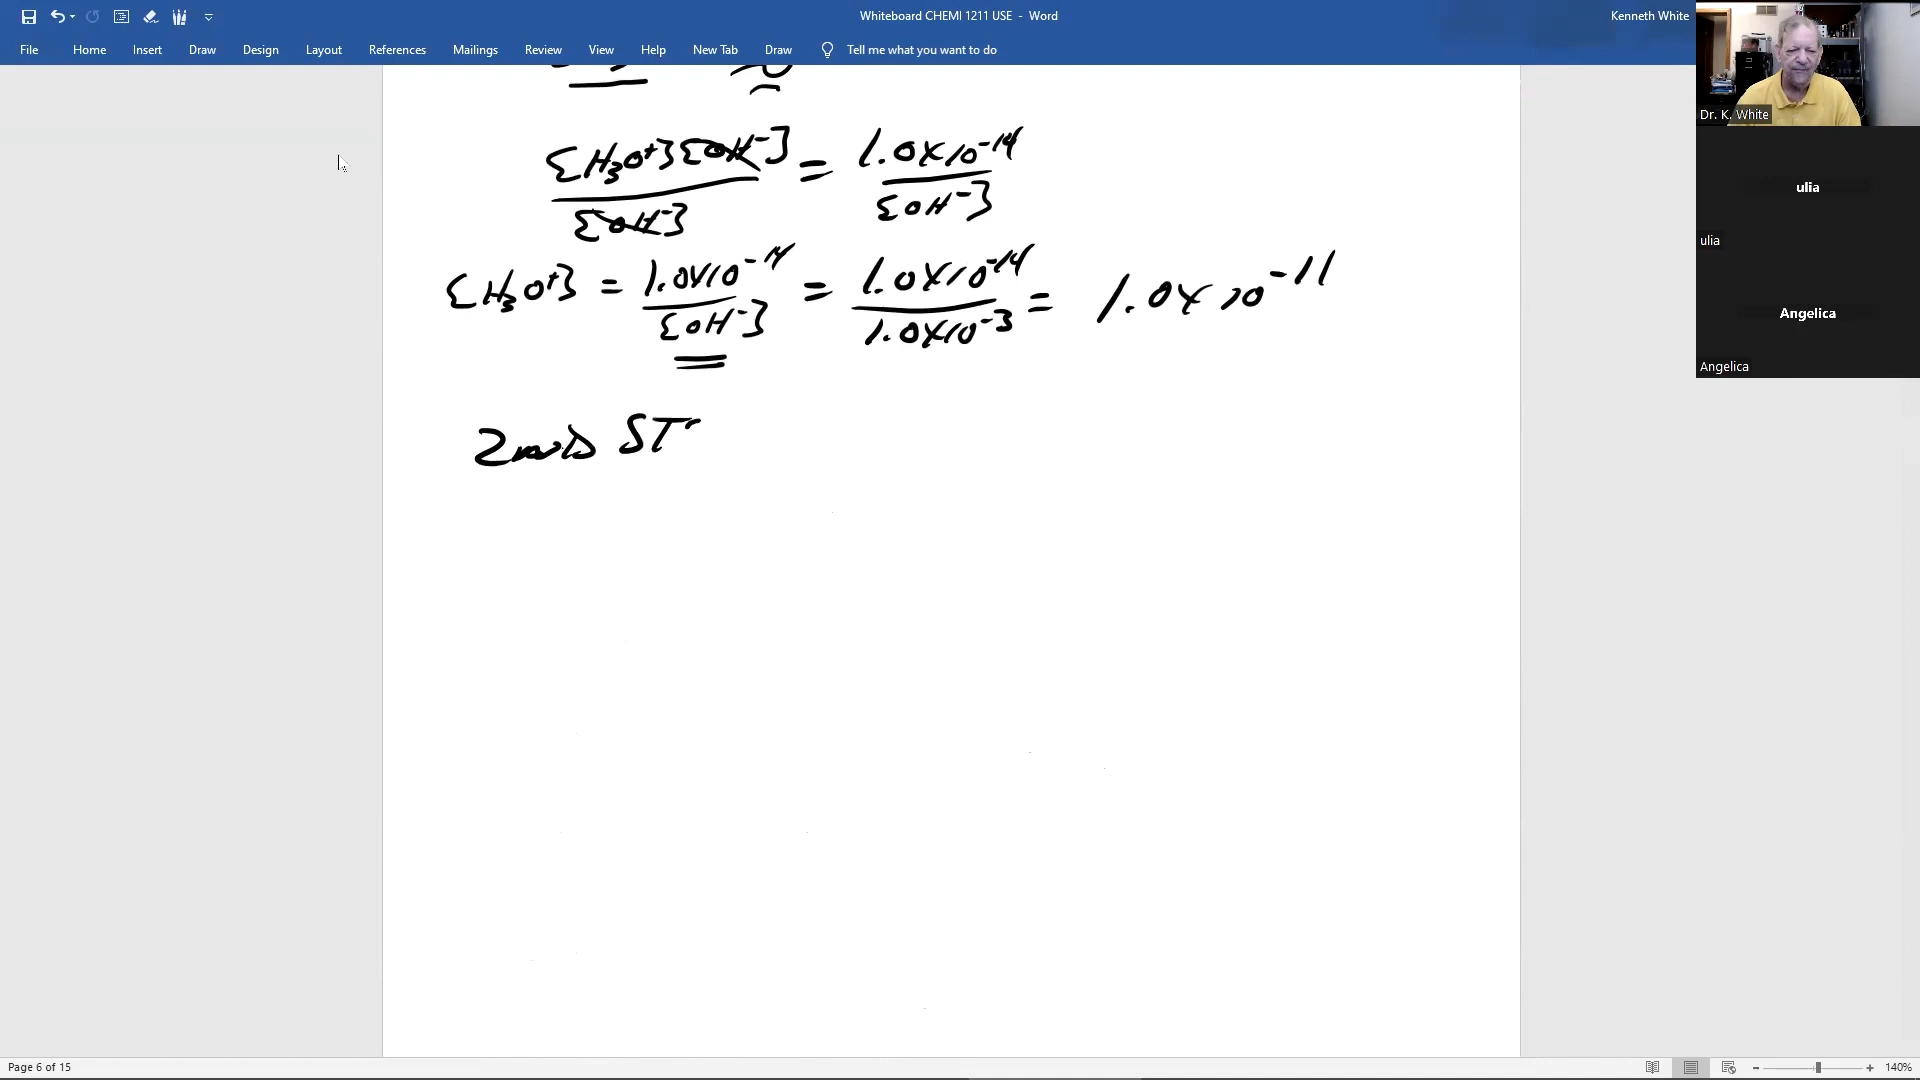 Whiteboard CHEMI 1211 USE - Word
Kenneth White
File Home Insert Draw Design Layout References Mailings Review View Help New Tab Draw Tell me what you want to do
Dr. K. White
ulia
ulia
Angelica
Angelica
[H₃O⁺][OH⁻] = 1.0x10⁻¹⁴
[OH⁻] [OH⁻]
[H₃O⁺] = 1.0x10⁻¹⁴ = 1.0x10⁻¹⁴ = 1.0x10⁻¹¹
[OH⁻] 1.0x10⁻³
ST
Page 6 of 15
140%